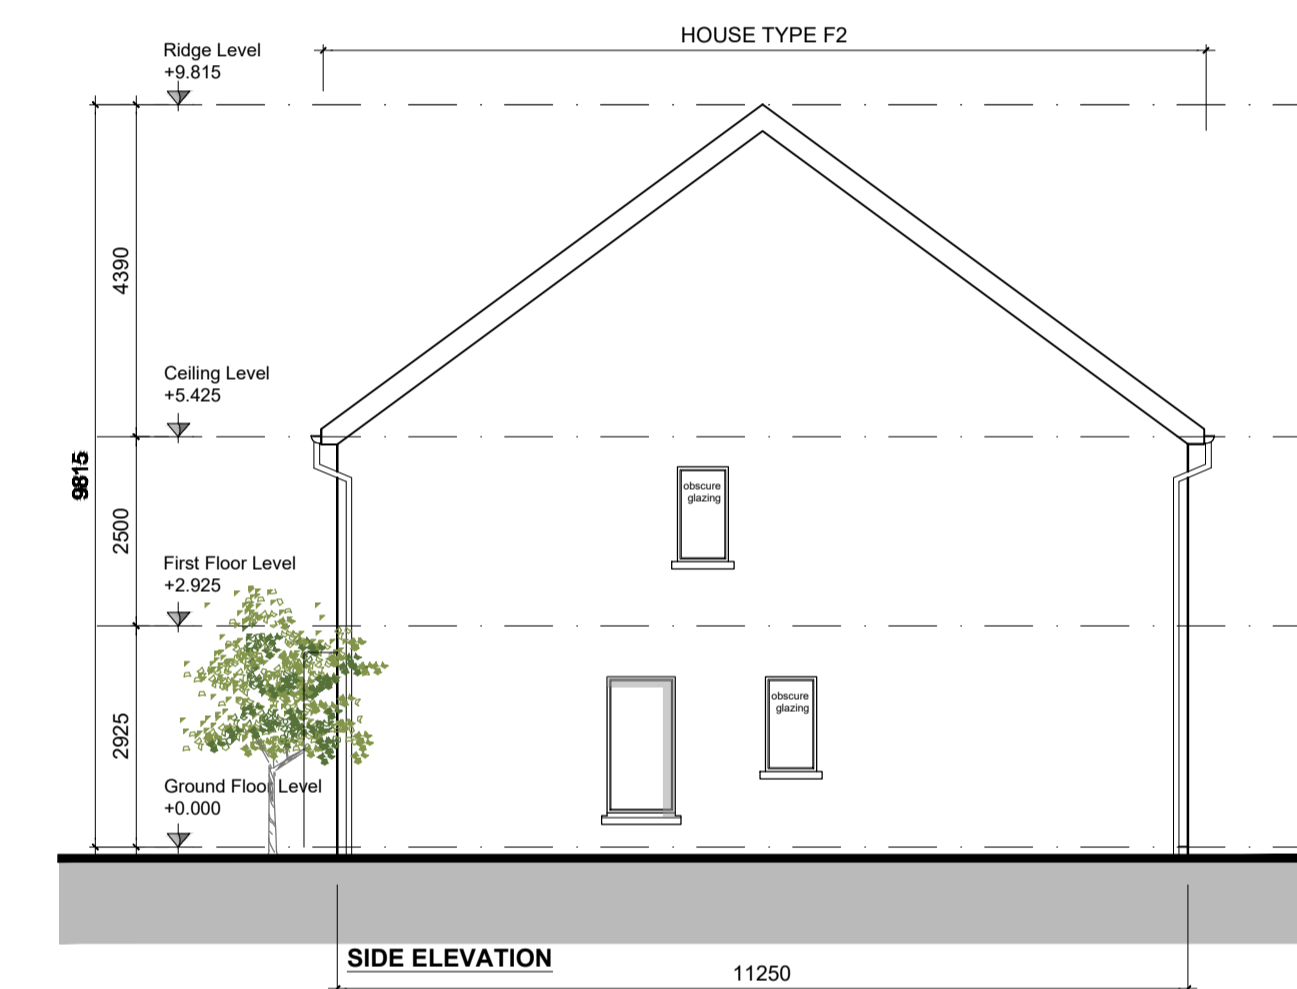 HOUSE TYPE F2
Ridge Level
+9.815
4390
Ceiling Level
+5.425
9815
obscure
glazing
2500
First Floor Level
+2.925
obscure
glazing
2925
Ground Floor Level
+0.000
SIDE ELEVATION
11250